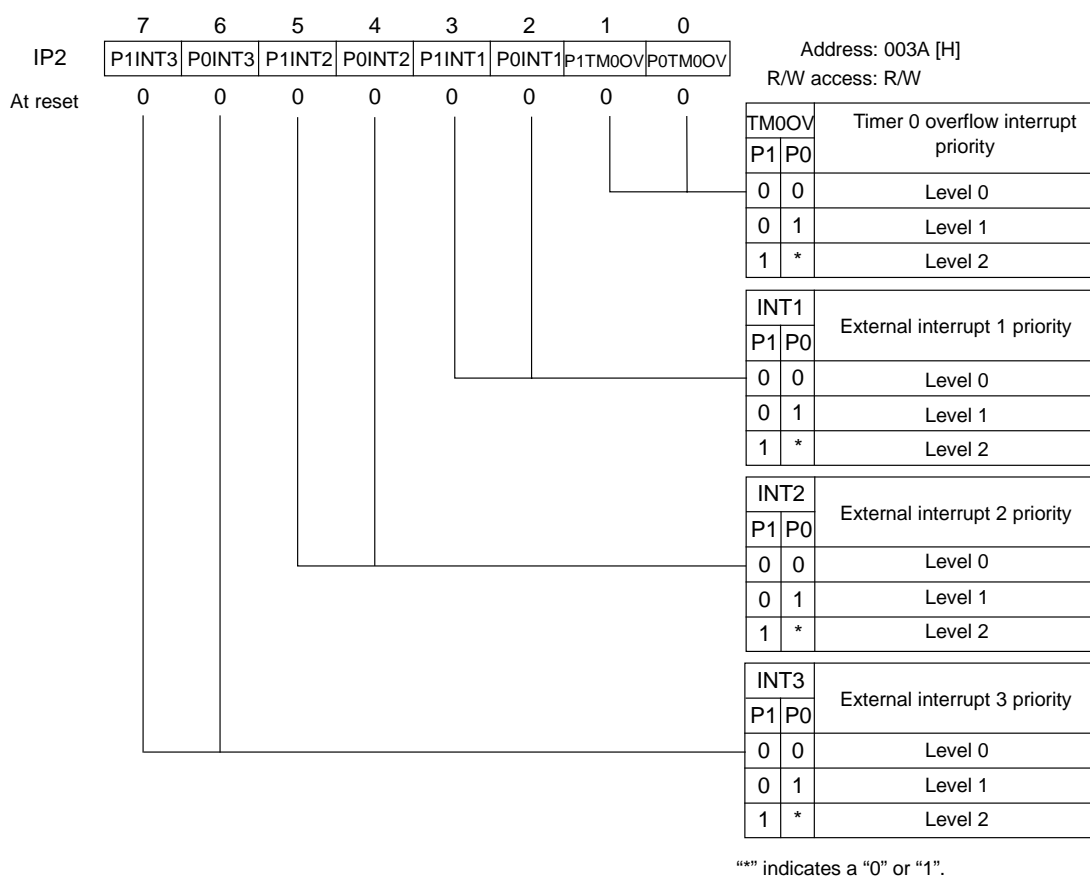 7 6 5 4 3 2 1 0
IP2 P1INT3 P0INT3 P1INT2 P0INT2 P1INT1 P0INT1 P1TM0OV P0TM0OV
Address: 003A [H]
R/W access: R/W
At reset 0 0 0 0 0 0 0 0
TM0OV Timer 0 overflow interrupt
priority
P1 P0
0 0 Level 0
0 1 Level 1
1 * Level 2
INT1 External interrupt 1 priority
P1 P0
0 0 Level 0
0 1 Level 1
1 * Level 2
INT2 External interrupt 2 priority
P1 P0
0 0 Level 0
0 1 Level 1
1 * Level 2
INT3 External interrupt 3 priority
P1 P0
0 0 Level 0
0 1 Level 1
1 * Level 2
“*” indicates a “0” or “1”.